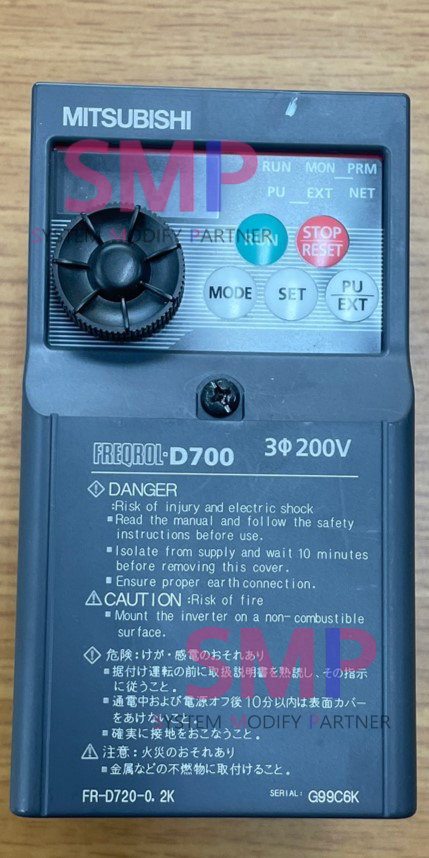 MITSUBISHI
SMP
SYSTEM MODIFY PARTNER
RUN MON PRM
PU EXT NET
RUN STOP RESET
MODE SET PU EXT
FREQROL-D700 3Φ200V
DANGER
:Risk of injury and electric shock
Read the manual and follow the safety
instructions before use.
Isolate from supply and wait 10 minutes
before removing this cover.
Ensure proper earth connection.
CAUTION :Risk of fire
Mount the inverter on a non-combustible
surface.
SMP
危険：けが・感電のおそれあり
据付け運転の前に取扱説明書を熟読し、その指示
に従うこと。
通電中および電源オフ後10分以内は表面カバー
をあけないこと。
SYSTEM MODIFY PARTNER
確実に接地をおこなうこと。
注意：火災のおそれあり
金属などの不燃物に取付けること。
FR-D720-0.2K SERIAL: G99C6K